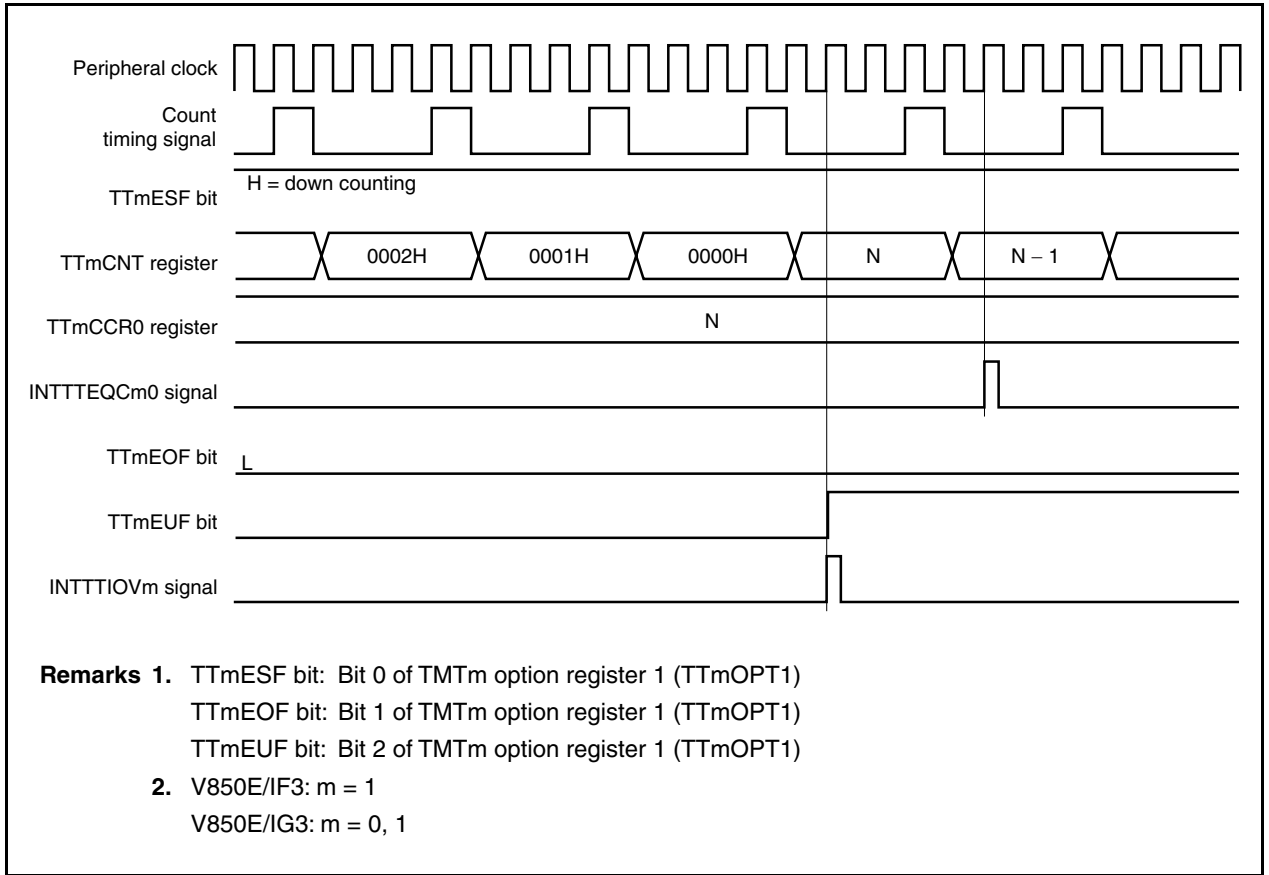 Peripheral clock
Count
timing signal
TTmESF bit
H = down counting
TTmCNT register
0002H 0001H 0000H N N − 1
TTmCCR0 register
N
INTTTEQCm0 signal
TTmEOF bit
L
TTmEUF bit
INTTTIOVm signal
Remarks 1. TTmESF bit: Bit 0 of TMTm option register 1 (TTmOPT1)
TTmEOF bit: Bit 1 of TMTm option register 1 (TTmOPT1)
TTmEUF bit: Bit 2 of TMTm option register 1 (TTmOPT1)
2. V850E/IF3: m = 1
V850E/IG3: m = 0, 1